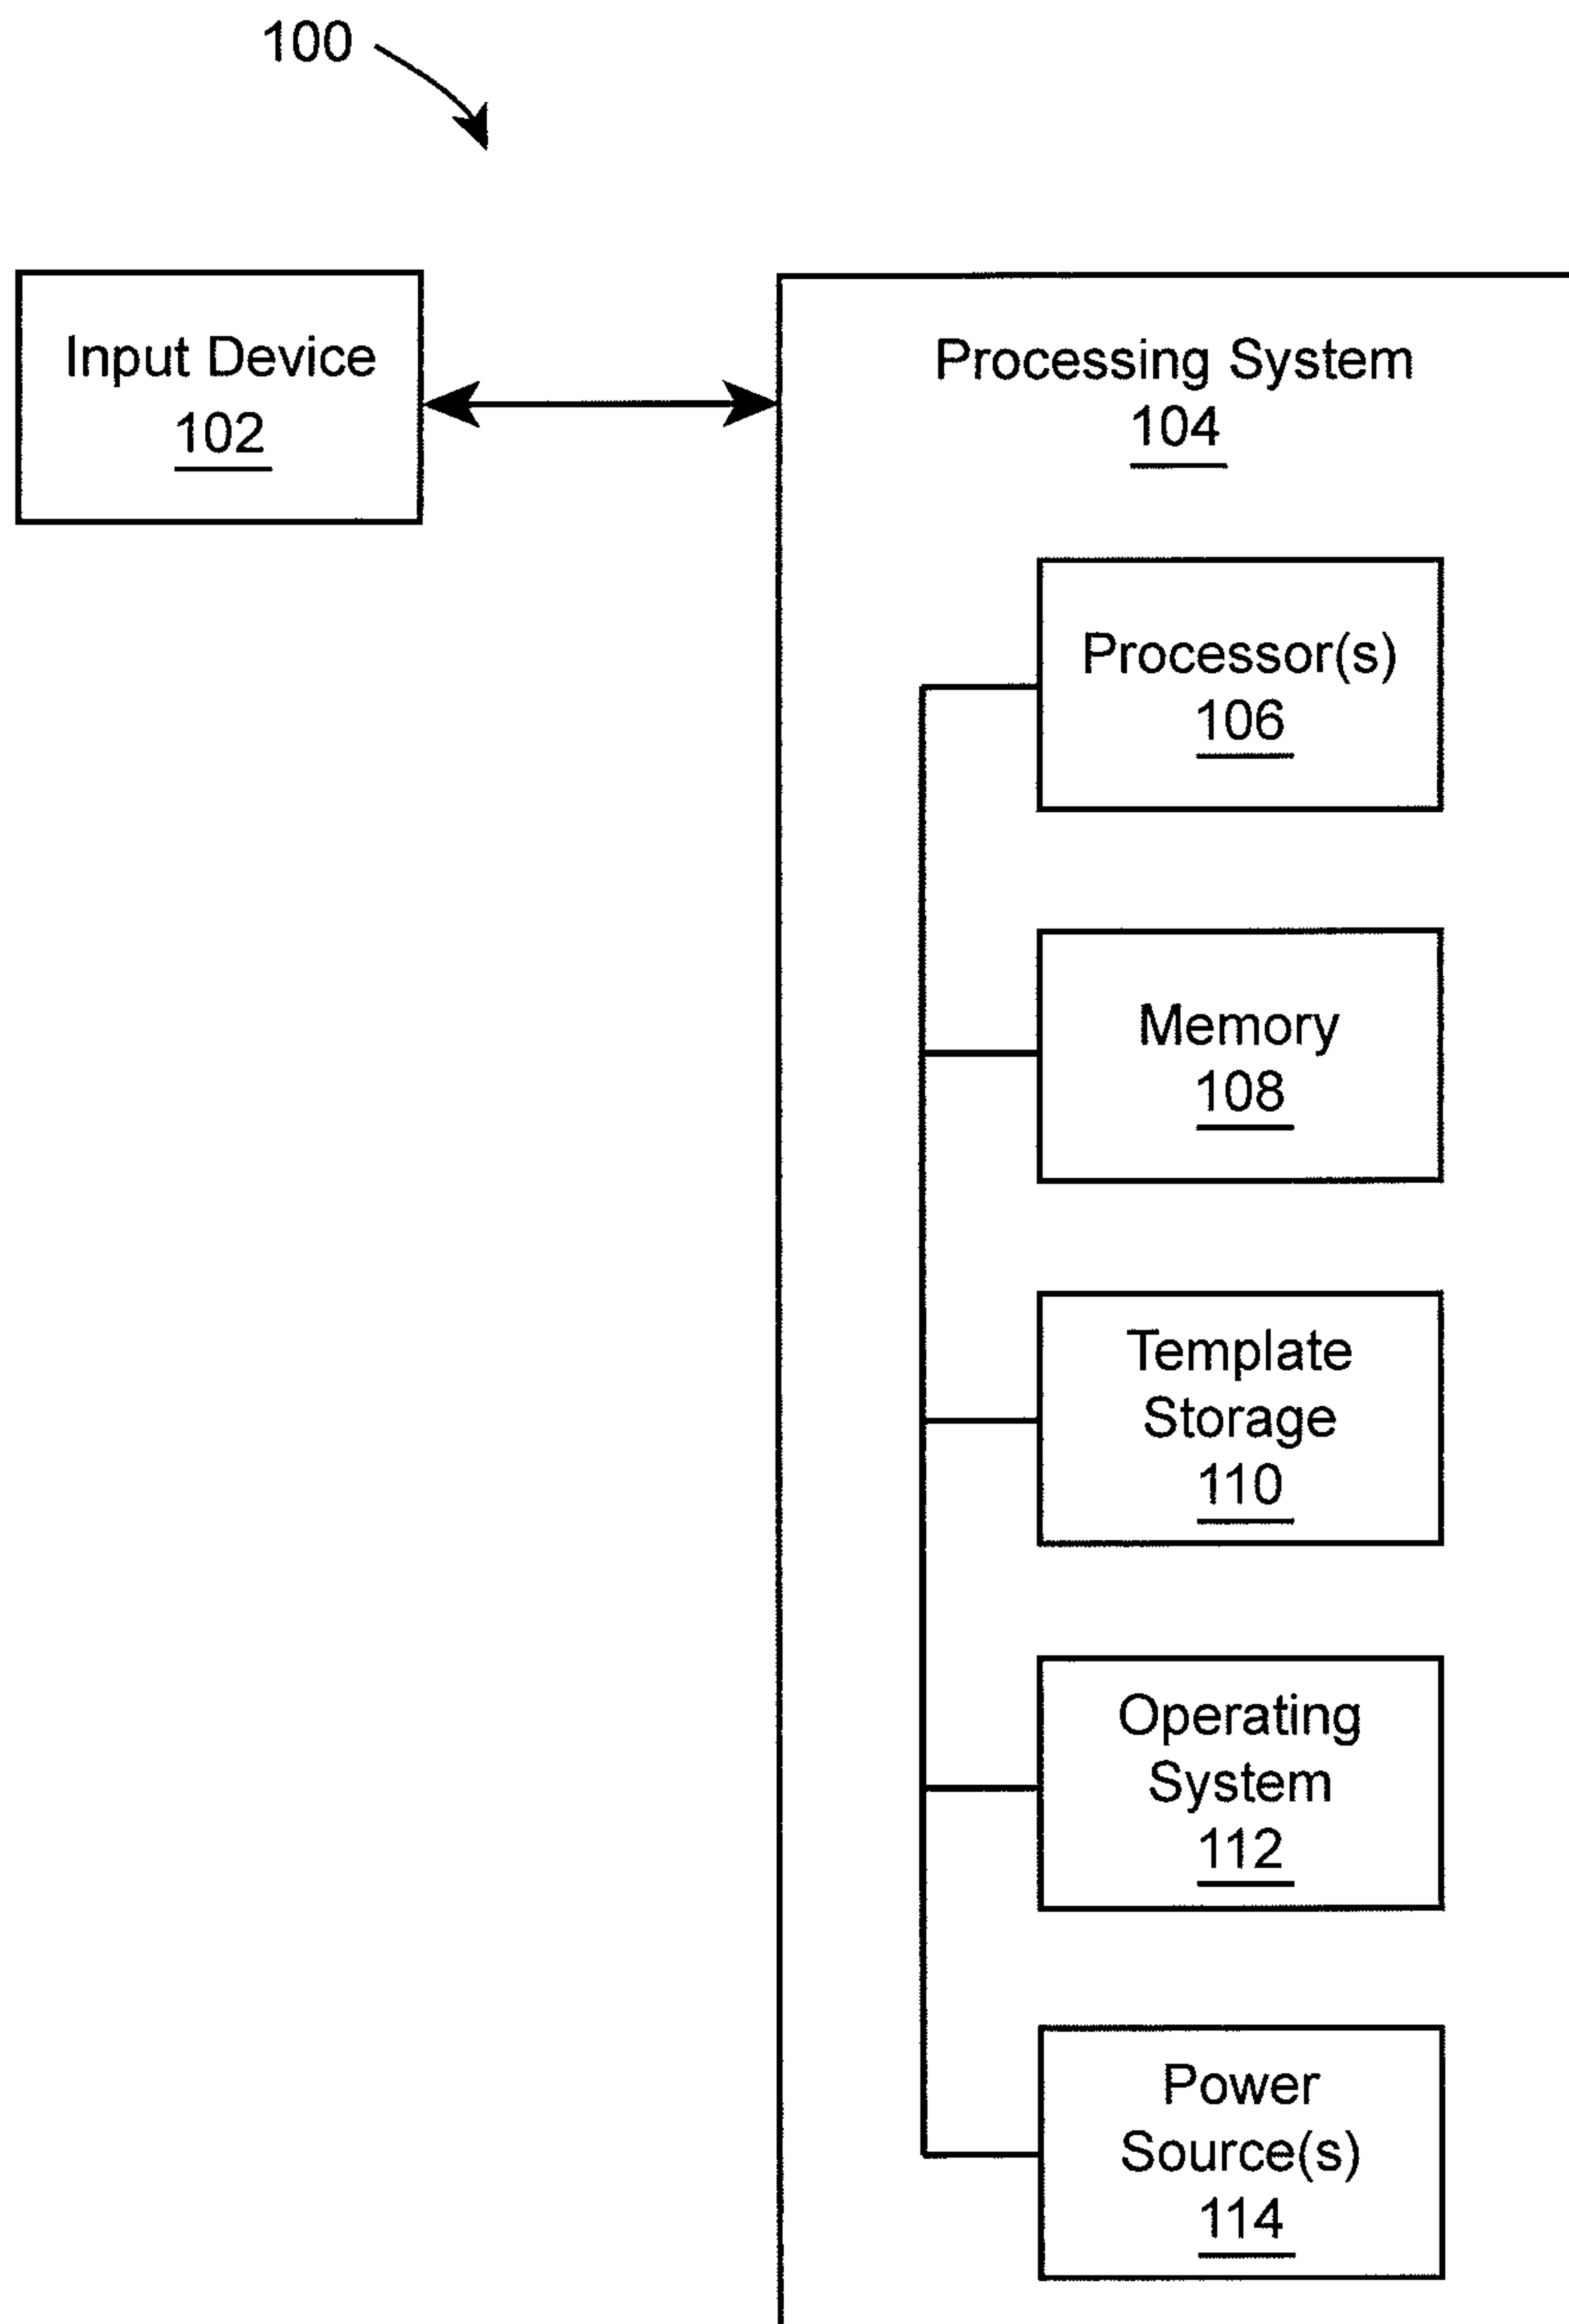 100
Input Device
102
Processing System
104
Processor(s)
106
Memory
108
Template
Storage
110
Operating
System
112
Power
Source(s)
114